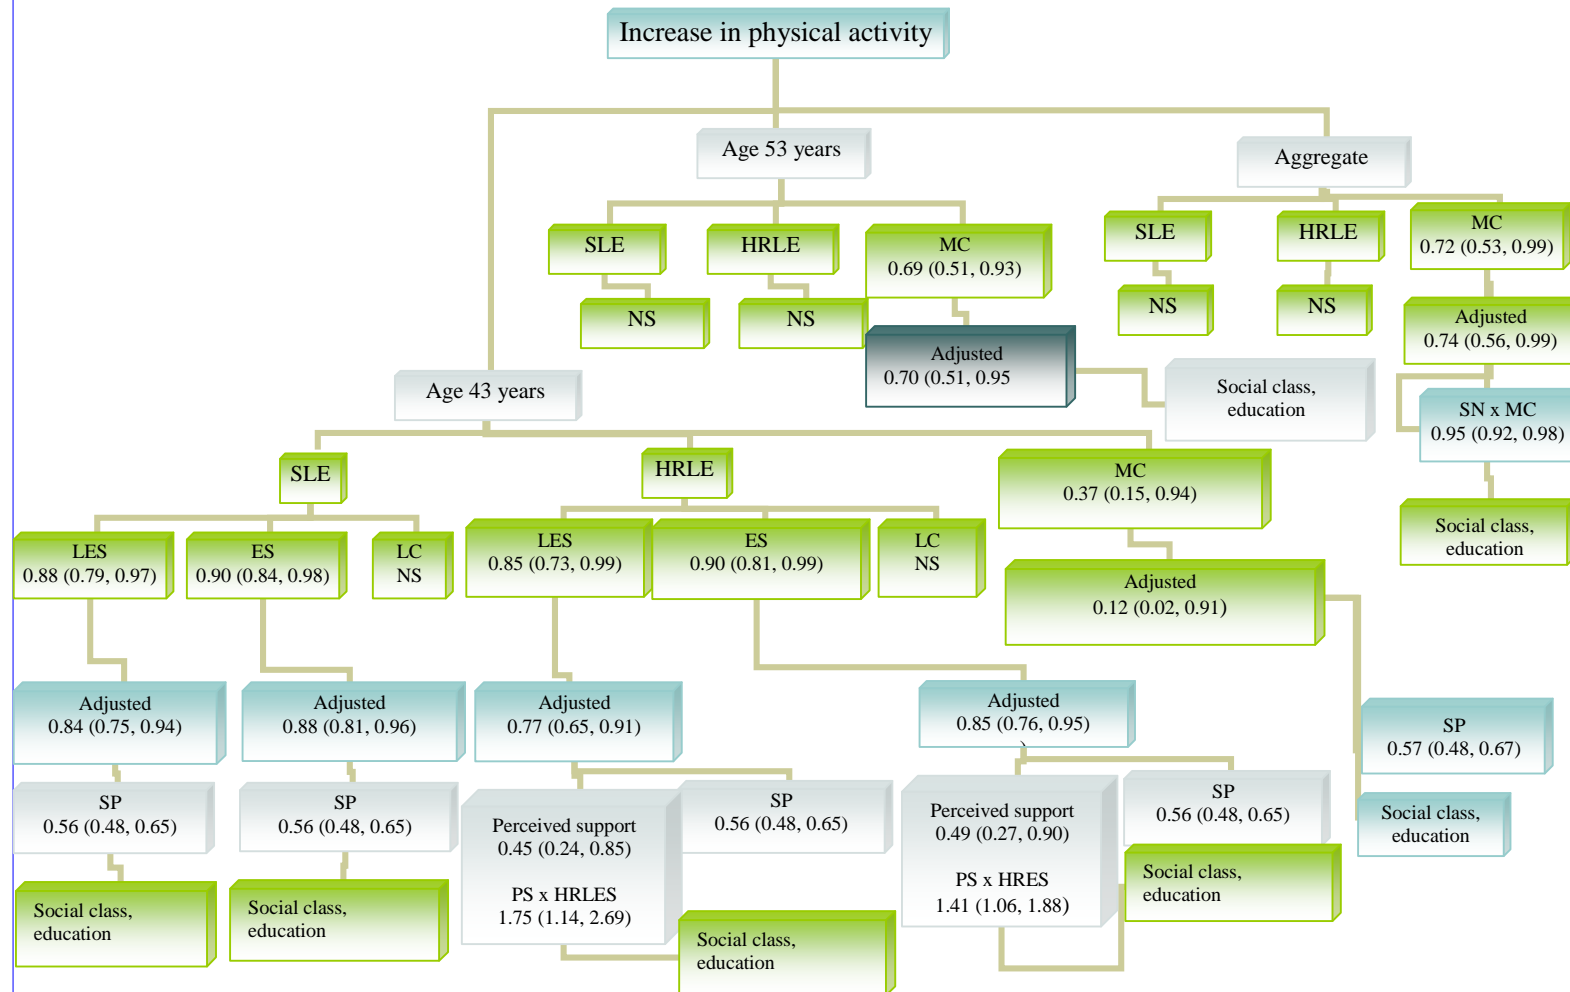 Increase in physical activity
Age 53 years
Aggregate
SLE
HRLE
MC
0.69 (0.51, 0.93)
SLE
HRLE
MC
0.72 (0.53, 0.99)
NS
NS
Adjusted
0.70 (0.51, 0.95
Social class,
education
NS
NS
Adjusted
0.74 (0.56, 0.99)
SN x MC
0.95 (0.92, 0.98)
Social class,
education
Age 43 years
SLE
HRLE
MC
0.37 (0.15, 0.94)
LES
0.88 (0.79, 0.97)
ES
0.90 (0.84, 0.98)
LC
NS
LES
0.85 (0.73, 0.99)
ES
0.90 (0.81, 0.99)
LC
NS
Adjusted
0.12 (0.02, 0.91)
Adjusted
0.84 (0.75, 0.94)
Adjusted
0.88 (0.81, 0.96)
Adjusted
0.77 (0.65, 0.91)
Adjusted
0.85 (0.76, 0.95)
)
SP
0.57 (0.48, 0.67)
SP
0.56 (0.48, 0.65)
SP
0.56 (0.48, 0.65)
Perceived support
0.45 (0.24, 0.85)
PS x HRLES
1.75 (1.14, 2.69)
SP
0.56 (0.48, 0.65)
Perceived support
0.49 (0.27, 0.90)
PS x HRES
1.41 (1.06, 1.88)
SP
0.56 (0.48, 0.65)
Social class,
education
Social class,
education
Social class,
education
Social class,
education
Social class,
education